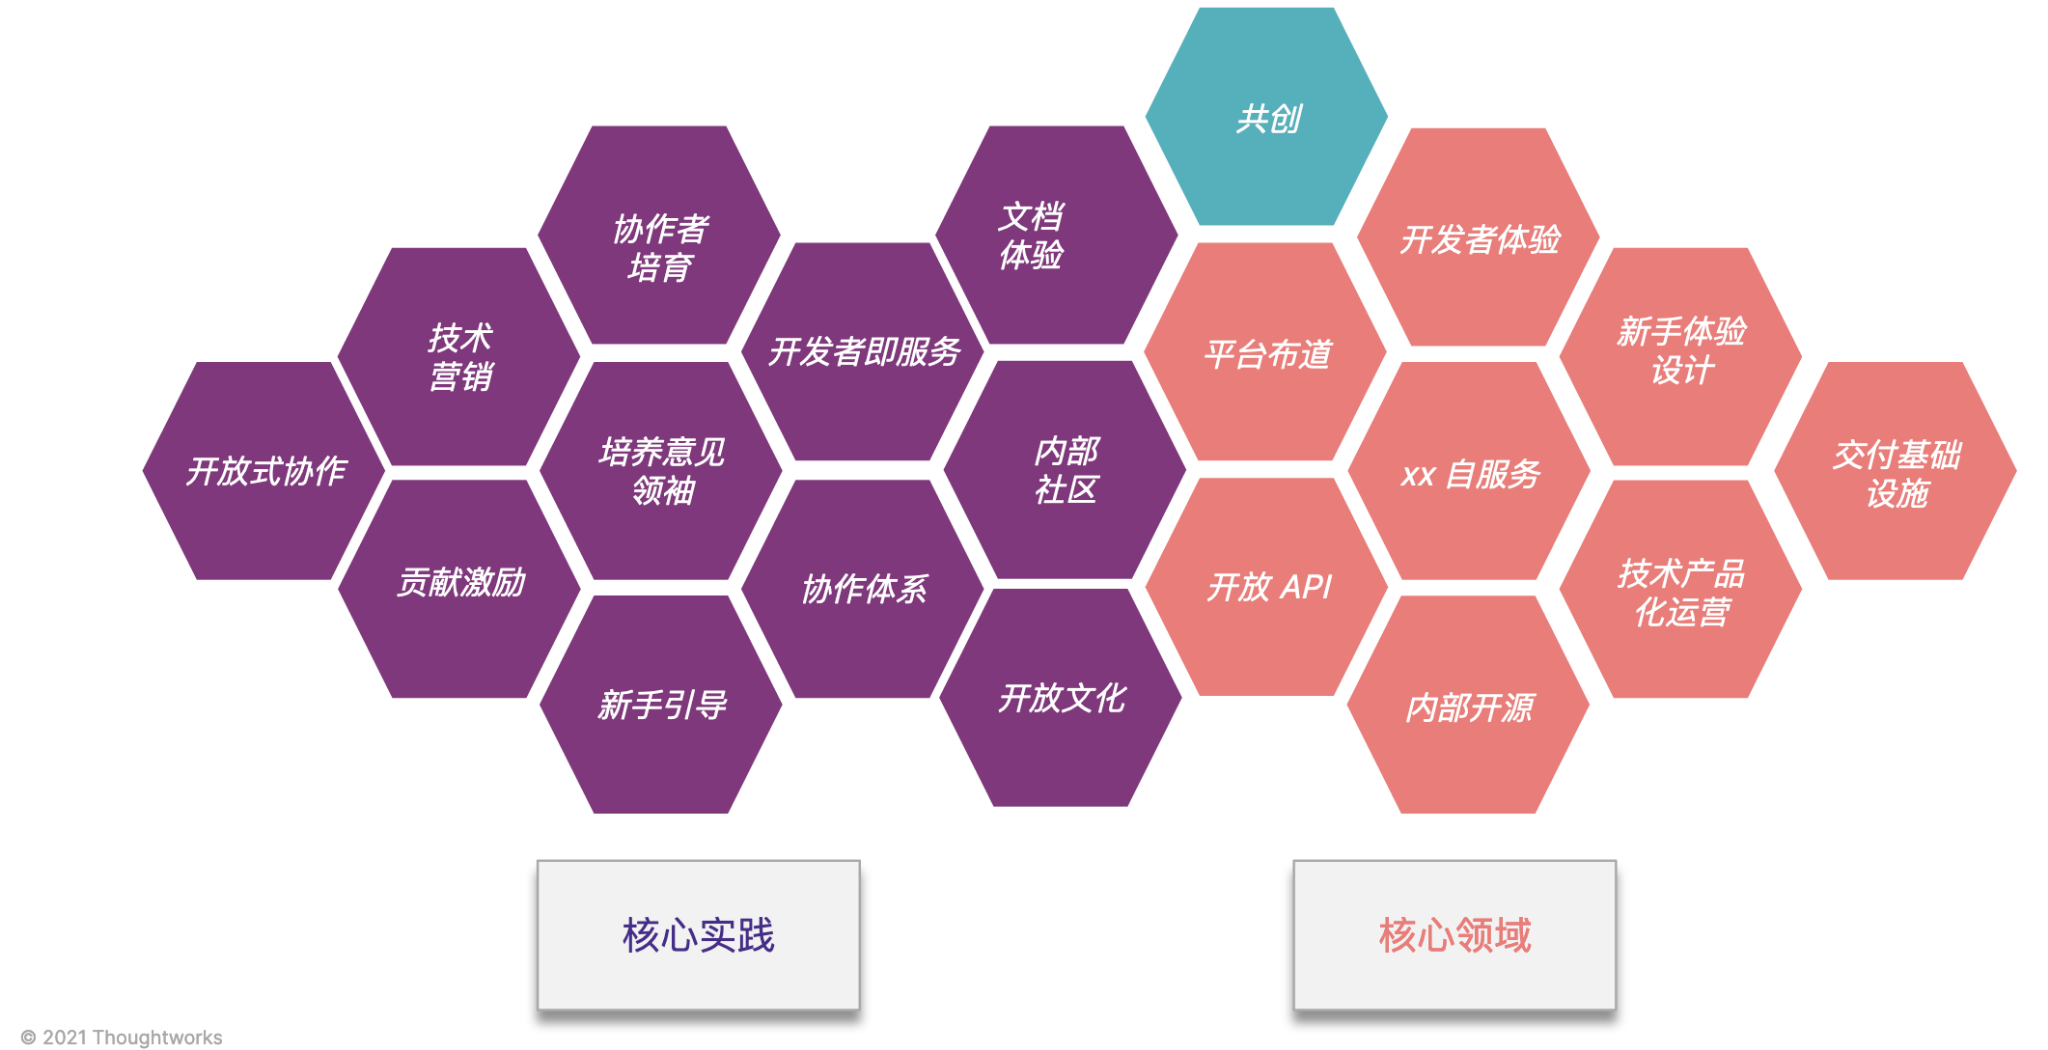 共创
协作者
培育
文档
体验
开发者体验
技术
营销
开发者即服务
平台布道
新手体验
设计
开放式协作
培养意见
领袖
内部
社区
xx 自服务
交付基础
设施
贡献激励
协作体系
开放 API
技术产品
化运营
新手引导
开放文化
内部开源
核心实践
核心领域
© 2021 Thoughtworks